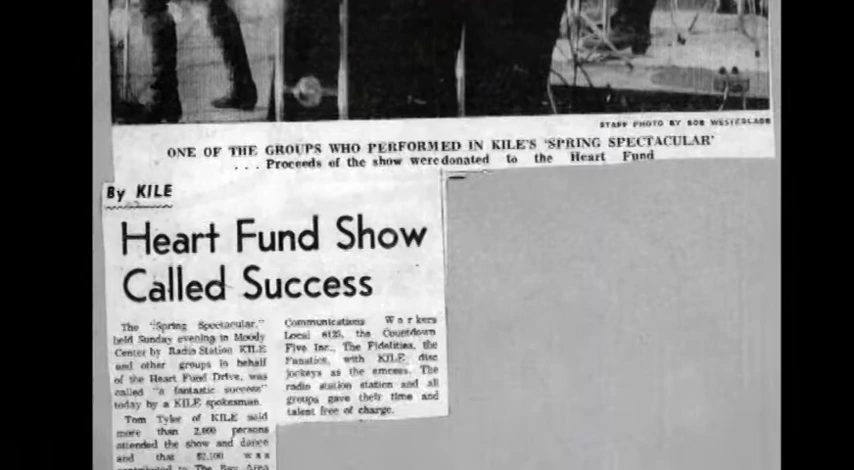 STAFF PHOTO BY BOB WESTERLAGE
ONE OF THE GROUPS WHO PERFORMED IN KILE'S 'SPRING SPECTACULAR'
. . . Proceeds of the show were donated to the Heart Fund
By KILE
Heart Fund Show
Called Success
The "Spring Spectacular,"
held Sunday evening in Moody
Center by Radio Station KILE
and other groups in behalf
of the Heart Fund Drive, was
called "a fantastic success"
today by a KILE spokesman.
Tom Tyler of KILE said
more than 2,000 persons
attended the show and dance
and that $2,100 was
contributed to The Bay Area
Communications Workers
Local 6125, the Countdown
Five Inc., The Fidelities, the
Fanatics, with KILE disc
jockeys as the emcees. The
radio station station and all
groups gave their time and
talent free of charge.